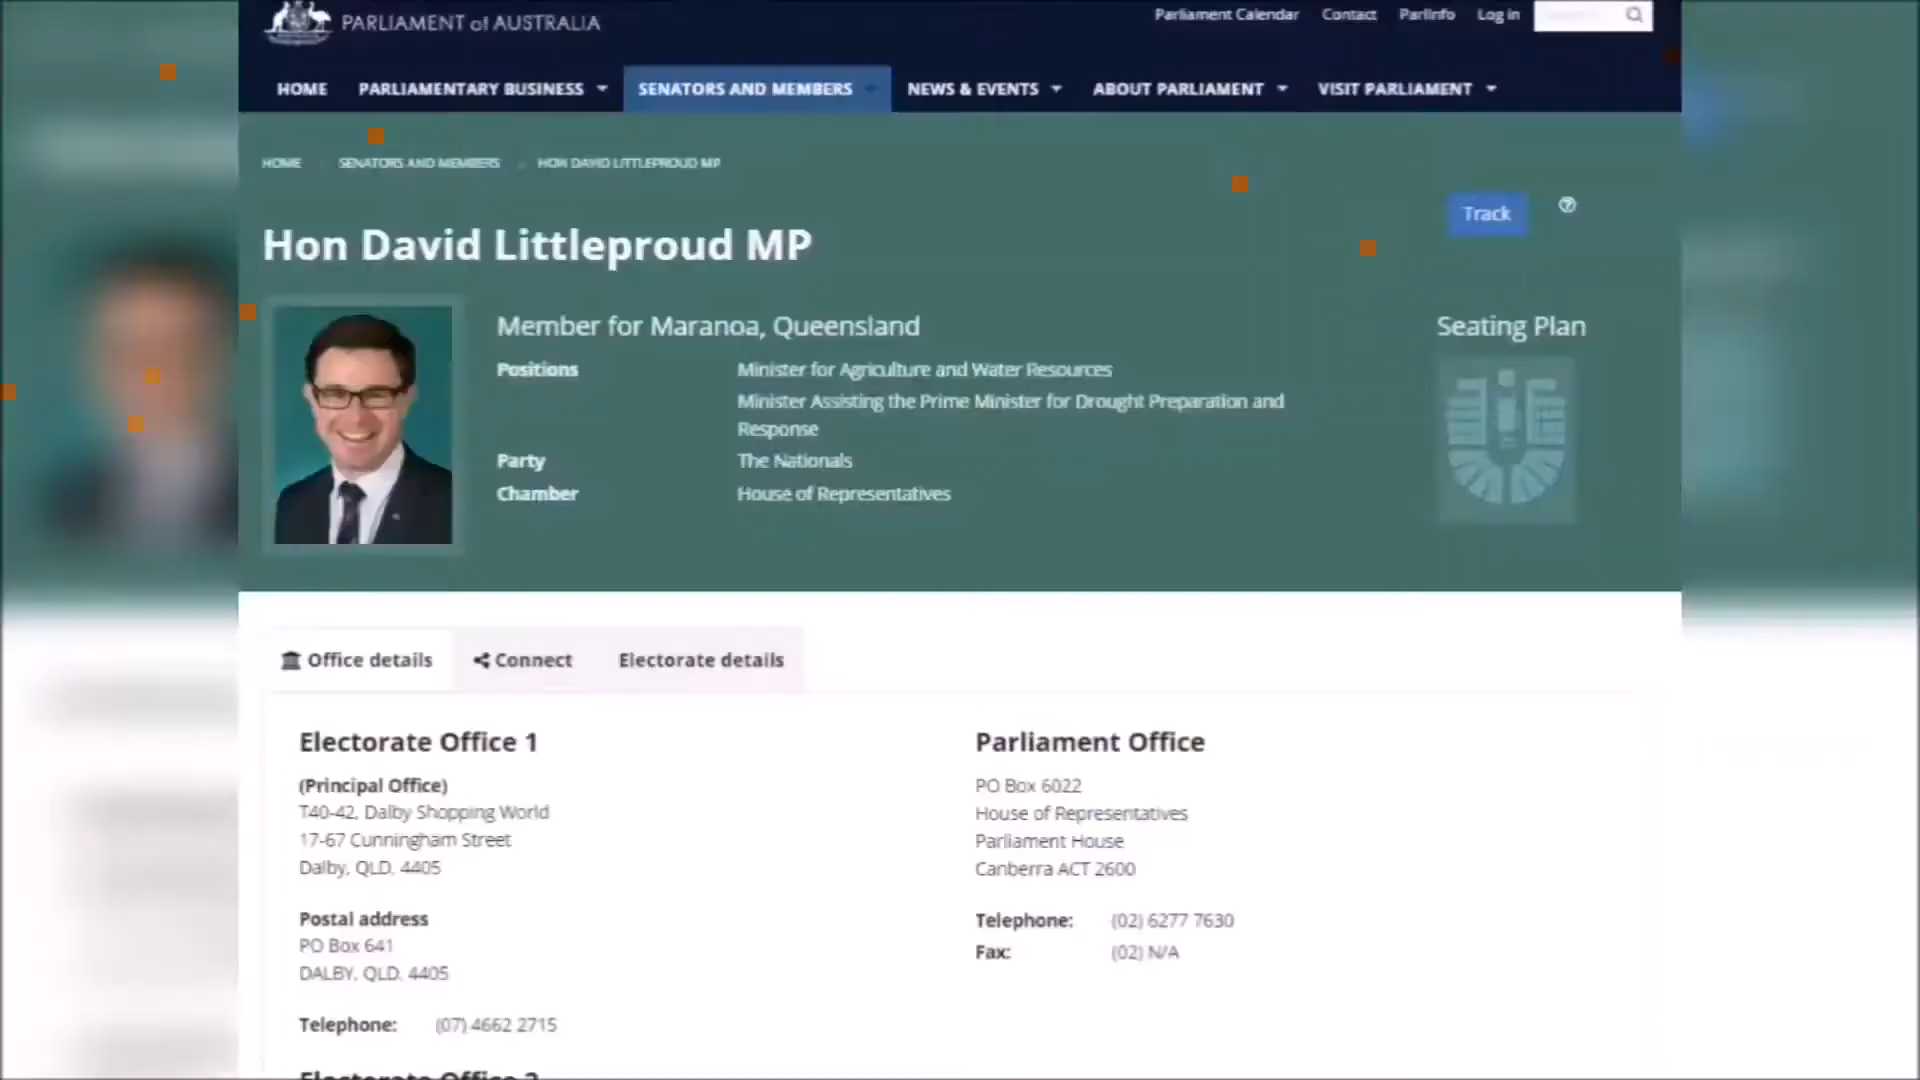 PARLIAMENT of AUSTRALIA
Parliament Calendar Contact ParlInfo Log in
HOME PARLIAMENTARY BUSINESS SENATORS AND MEMBERS NEWS & EVENTS ABOUT PARLIAMENT VISIT PARLIAMENT
HOME SENATORS AND MEMBERS HON DAVID LITTLEPROUD MP
Track
Hon David Littleproud MP
Member for Maranoa, Queensland
Seating Plan
Positions Minister for Agriculture and Water Resources
Minister Assisting the Prime Minister for Drought Preparation and
Response
Party The Nationals
Chamber House of Representatives
Office details Connect Electorate details
Electorate Office 1
(Principal Office)
T40-42, Dalby Shopping World
17-67 Cunningham Street
Dalby, QLD, 4405
Postal address
PO Box 641
DALBY, QLD, 4405
Telephone: (07) 4662 2715
Electorate Office 2
Parliament Office
PO Box 6022
House of Representatives
Parliament House
Canberra ACT 2600
Telephone: (02) 6277 7630
Fax: (02) N/A